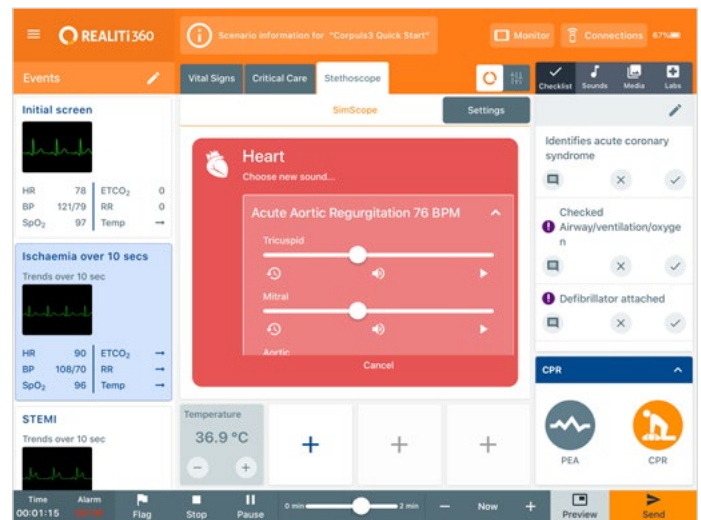 REALITi360
Scenario information for "Corpuls3 Quick Start"
Monitor
Connections
67%
Events
Vital Signs
Critical Care
Stethoscope
Checklist
Sounds
Media
Labs
Initial screen
HR 78 ETCO₂ 0
BP 121/79 RR 0
SpO₂ 97 Temp →
Ischaemia over 10 secs
Trends over 10 sec
HR 90 ETCO₂ →
BP 108/70 RR →
SpO₂ 96 Temp →
STEMI
Trends over 10 sec
SimScope
Settings
Heart
Choose new sound...
Acute Aortic Regurgitation 76 BPM
Tricuspid
Mitral
Aortic
Cancel
Temperature
36.9 °C
Identifies acute coronary
syndrome
Checked
Airway/ventilation/oxyge
n
Defibrillator attached
CPR
PEA
CPR
Time
00:01:15
Alarm
Flag
Stop
Pause
0 min
2 min
Now
Preview
Send